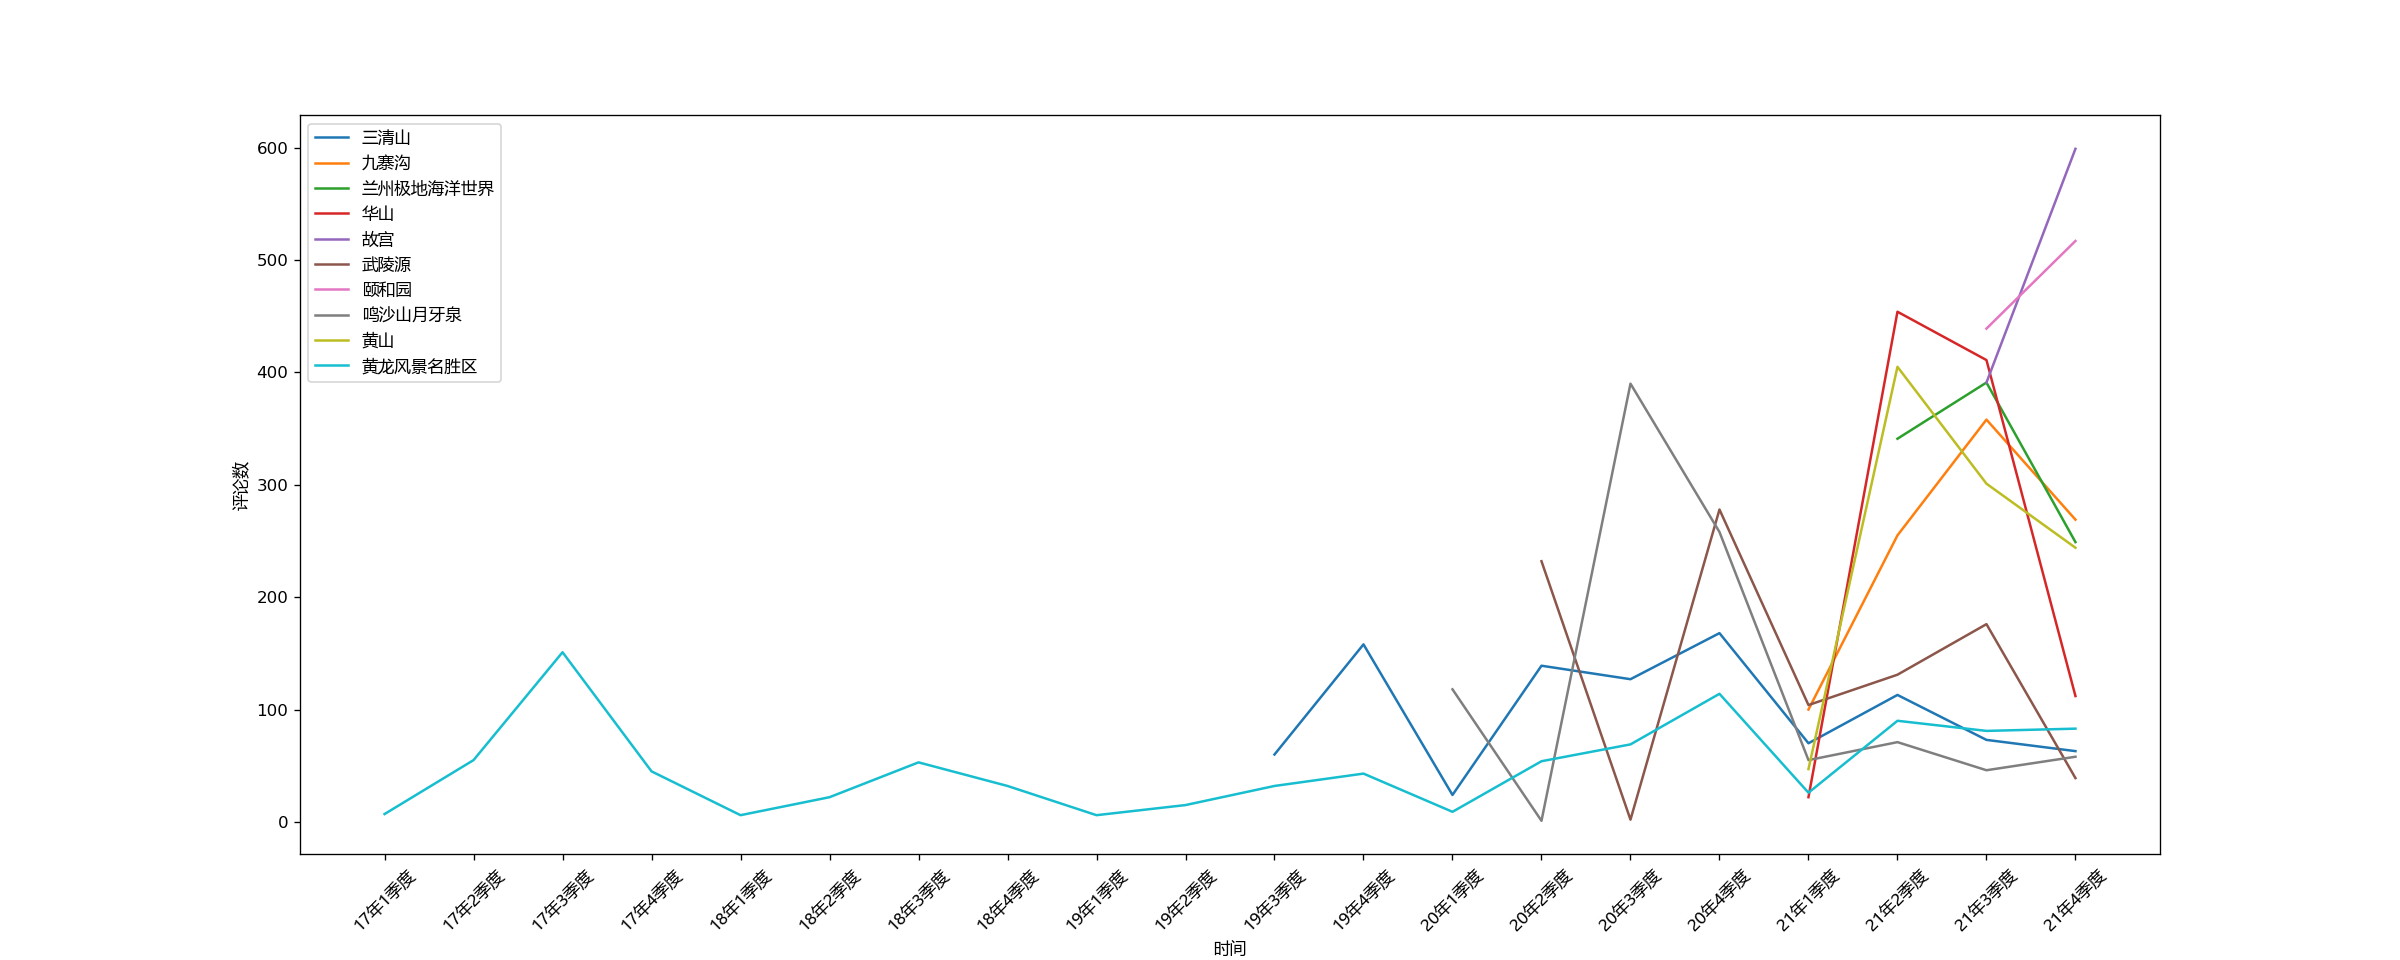 三清山
九寨沟
兰州极地海洋世界
华山
故宫
武陵源
颐和园
鸣沙山月牙泉
黄山
黄龙风景名胜区
600
500
400
300
200
100
0
评论数
17年1季度
17年2季度
17年3季度
17年4季度
18年1季度
18年2季度
18年3季度
18年4季度
19年1季度
19年2季度
19年3季度
19年4季度
20年1季度
20年2季度
20年3季度
20年4季度
21年1季度
21年2季度
21年3季度
21年4季度
时间